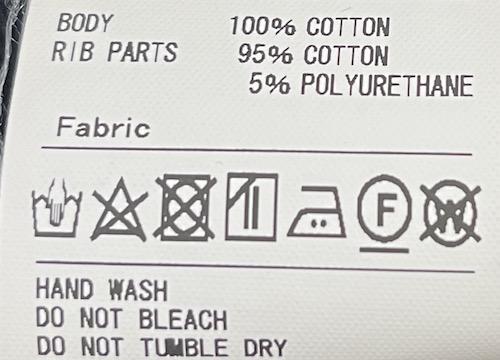 BODY 100% COTTON
RIB PARTS 95% COTTON
5% POLYURETHANE
Fabric
F W
HAND WASH
DO NOT BLEACH
DO NOT TUMBLE DRY